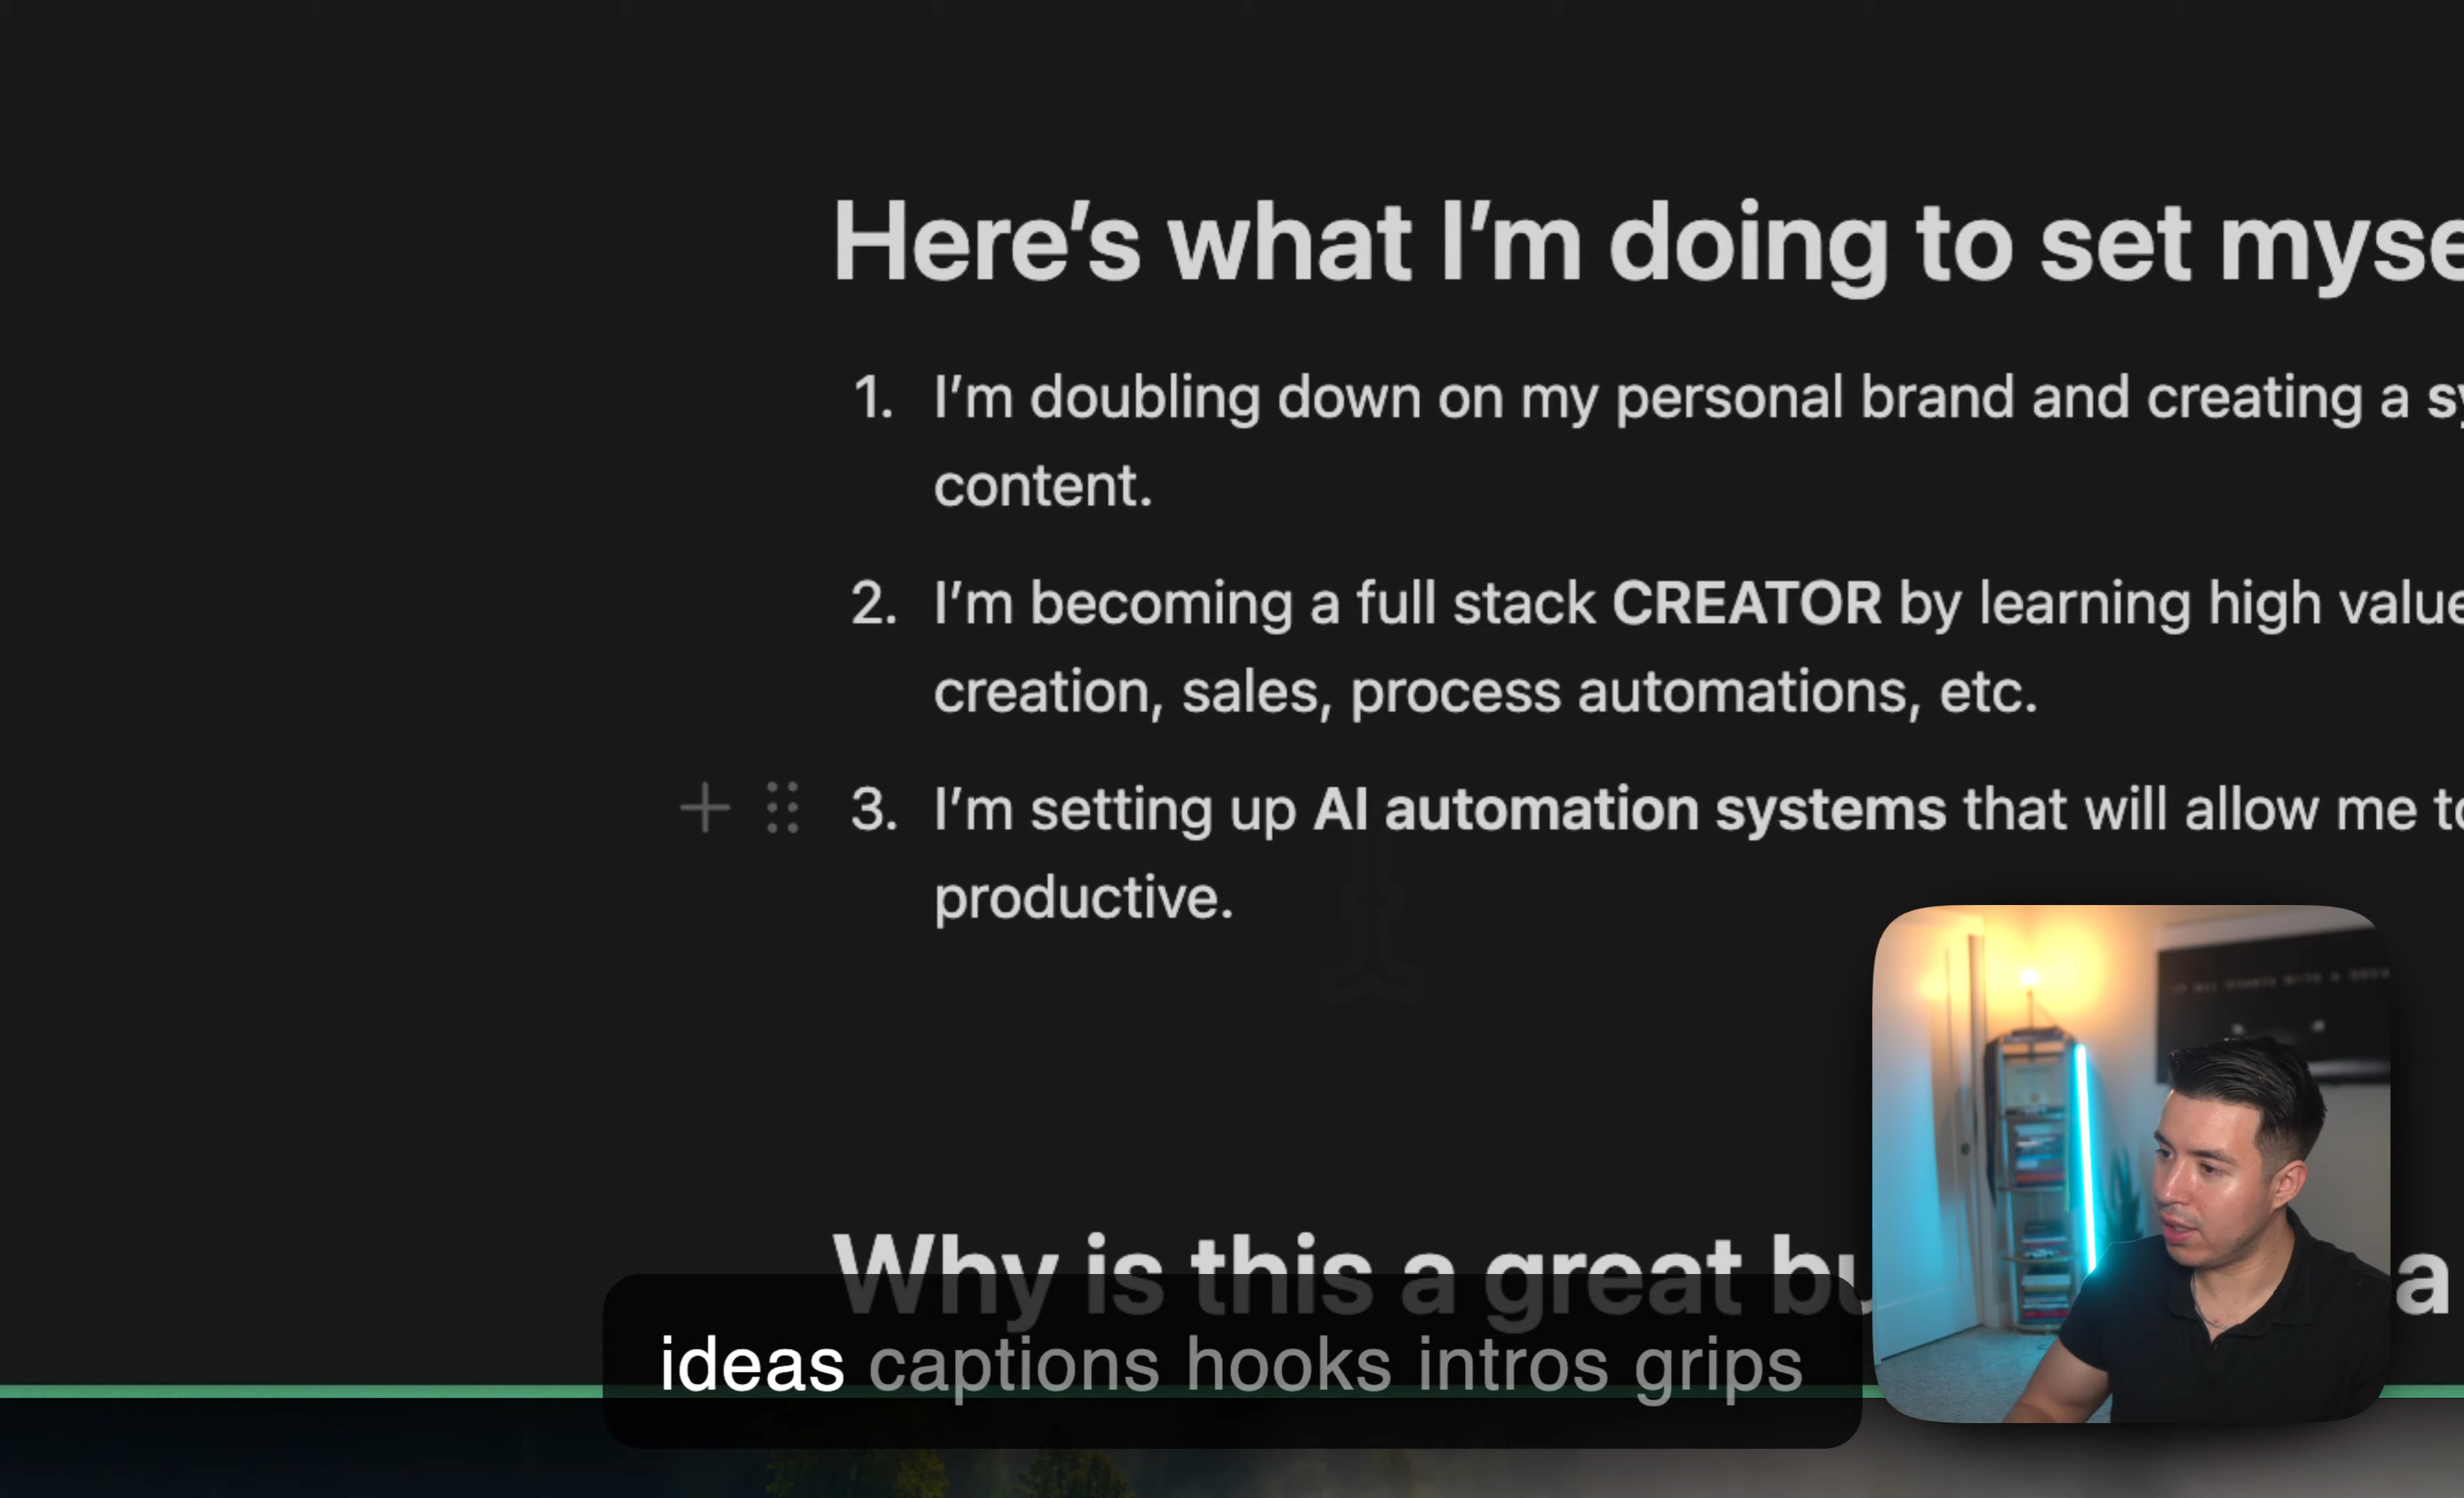 Here's what I'm doing to set myse
1. I'm doubling down on my personal brand and creating a sy
content.
2. I'm becoming a full stack CREATOR by learning high value
creation, sales, process automations, etc.
3. I'm setting up AI automation systems that will allow me to
productive.
Why is this a great bu a
ideas captions hooks intros grips